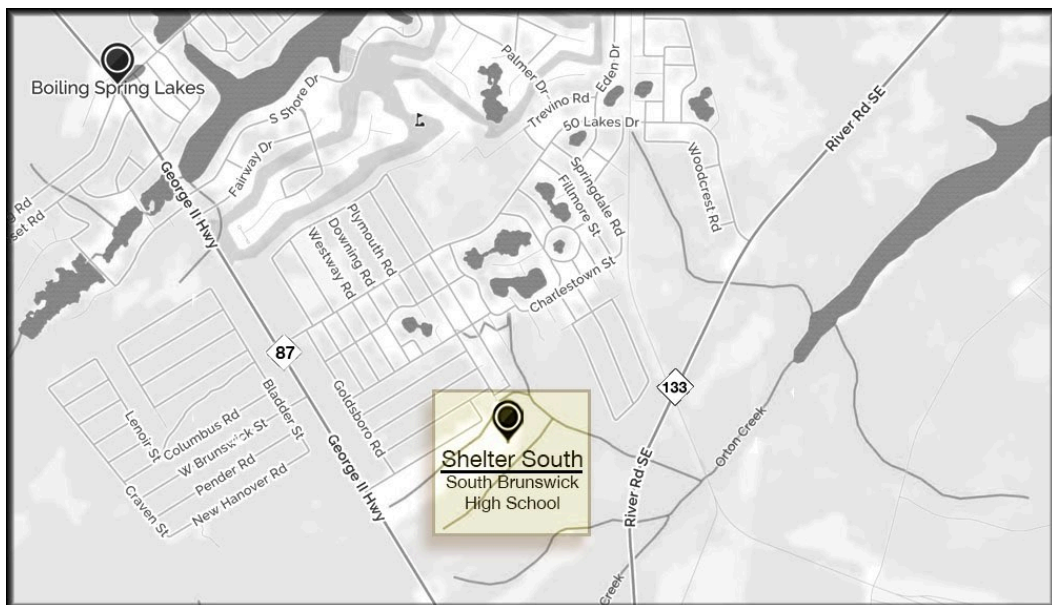 Boiling Spring Lakes
S Shore Dr
Fairway Dr
George II Hwy
set Rd
Palmer Dr
Eden Dr
Trevino Rd
50 Lakes Dr
Woodcrest Rd
Springdale Rd
Fillmore St
River Rd SE
Plymouth Rd
Downing Rd
Westway Rd
Charlestown St
87
133
Goldsboro Rd
Bladder St
Lenoir St
Columbus Rd
W Brunswick St
Pender Rd
New Hanover Rd
Craven St
George II Hwy
Shelter South
South Brunswick
High School
River Rd SE
Orton Creek
Creek